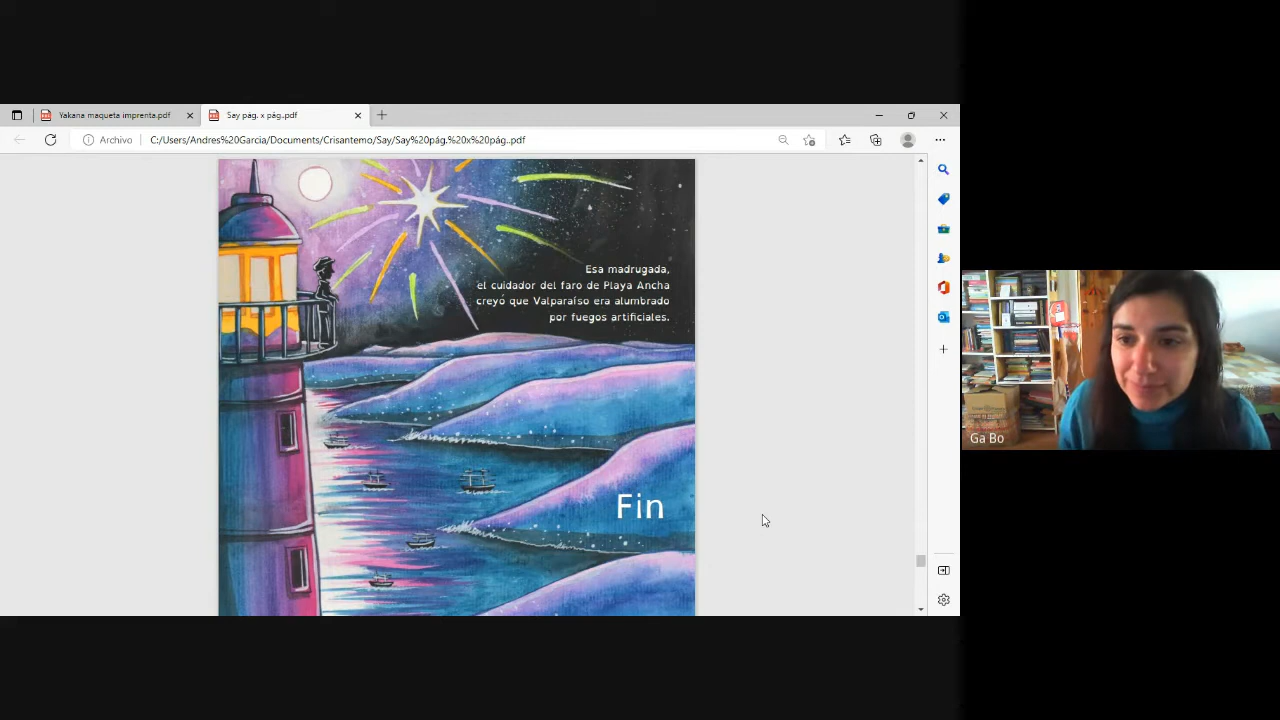 Yakana maqueta imprenta.pdf
Say pág. x pág..pdf
Archivo
C:/Users/Andres%20Garcia/Documents/Crisantemo/Say/Say%20pág.%20x%20pág..pdf
Esa madrugada,
el cuidador del faro de Playa Ancha
creyó que Valparaíso era alumbrado
por fuegos artificiales.
Fin
Ga Bo